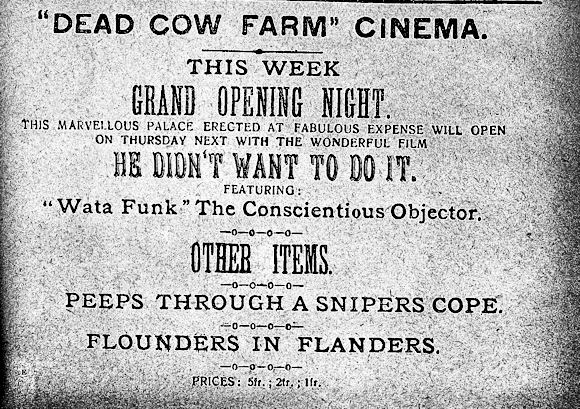 "DEAD COW FARM" CINEMA.
THIS WEEK
GRAND OPENING NIGHT.
THIS MARVELLOUS PALACE ERECTED AT FABULOUS EXPENSE WILL OPEN
ON THURSDAY NEXT WITH THE WONDERFUL FILM
HE DIDN'T WANT TO DO IT.
FEATURING:
"Wata Funk" The Conscientious Objector.
—o—o—o—o—
OTHER ITEMS.
—o—o—o—o—
PEEPS THROUGH A SNIPERS COPE.
—o—o—o—o—
FLOUNDERS IN FLANDERS.
—o—o—o—o—
PRICES: 5fr.; 2fr.; 1fr.